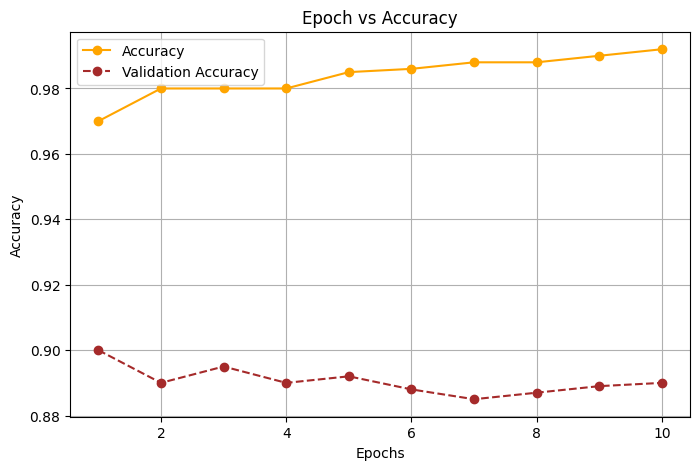 Epoch vs Accuracy
Accuracy
Validation Accuracy
Accuracy
0.98
0.96
0.94
0.92
0.90
0.88
2 4 6 8 10
Epochs